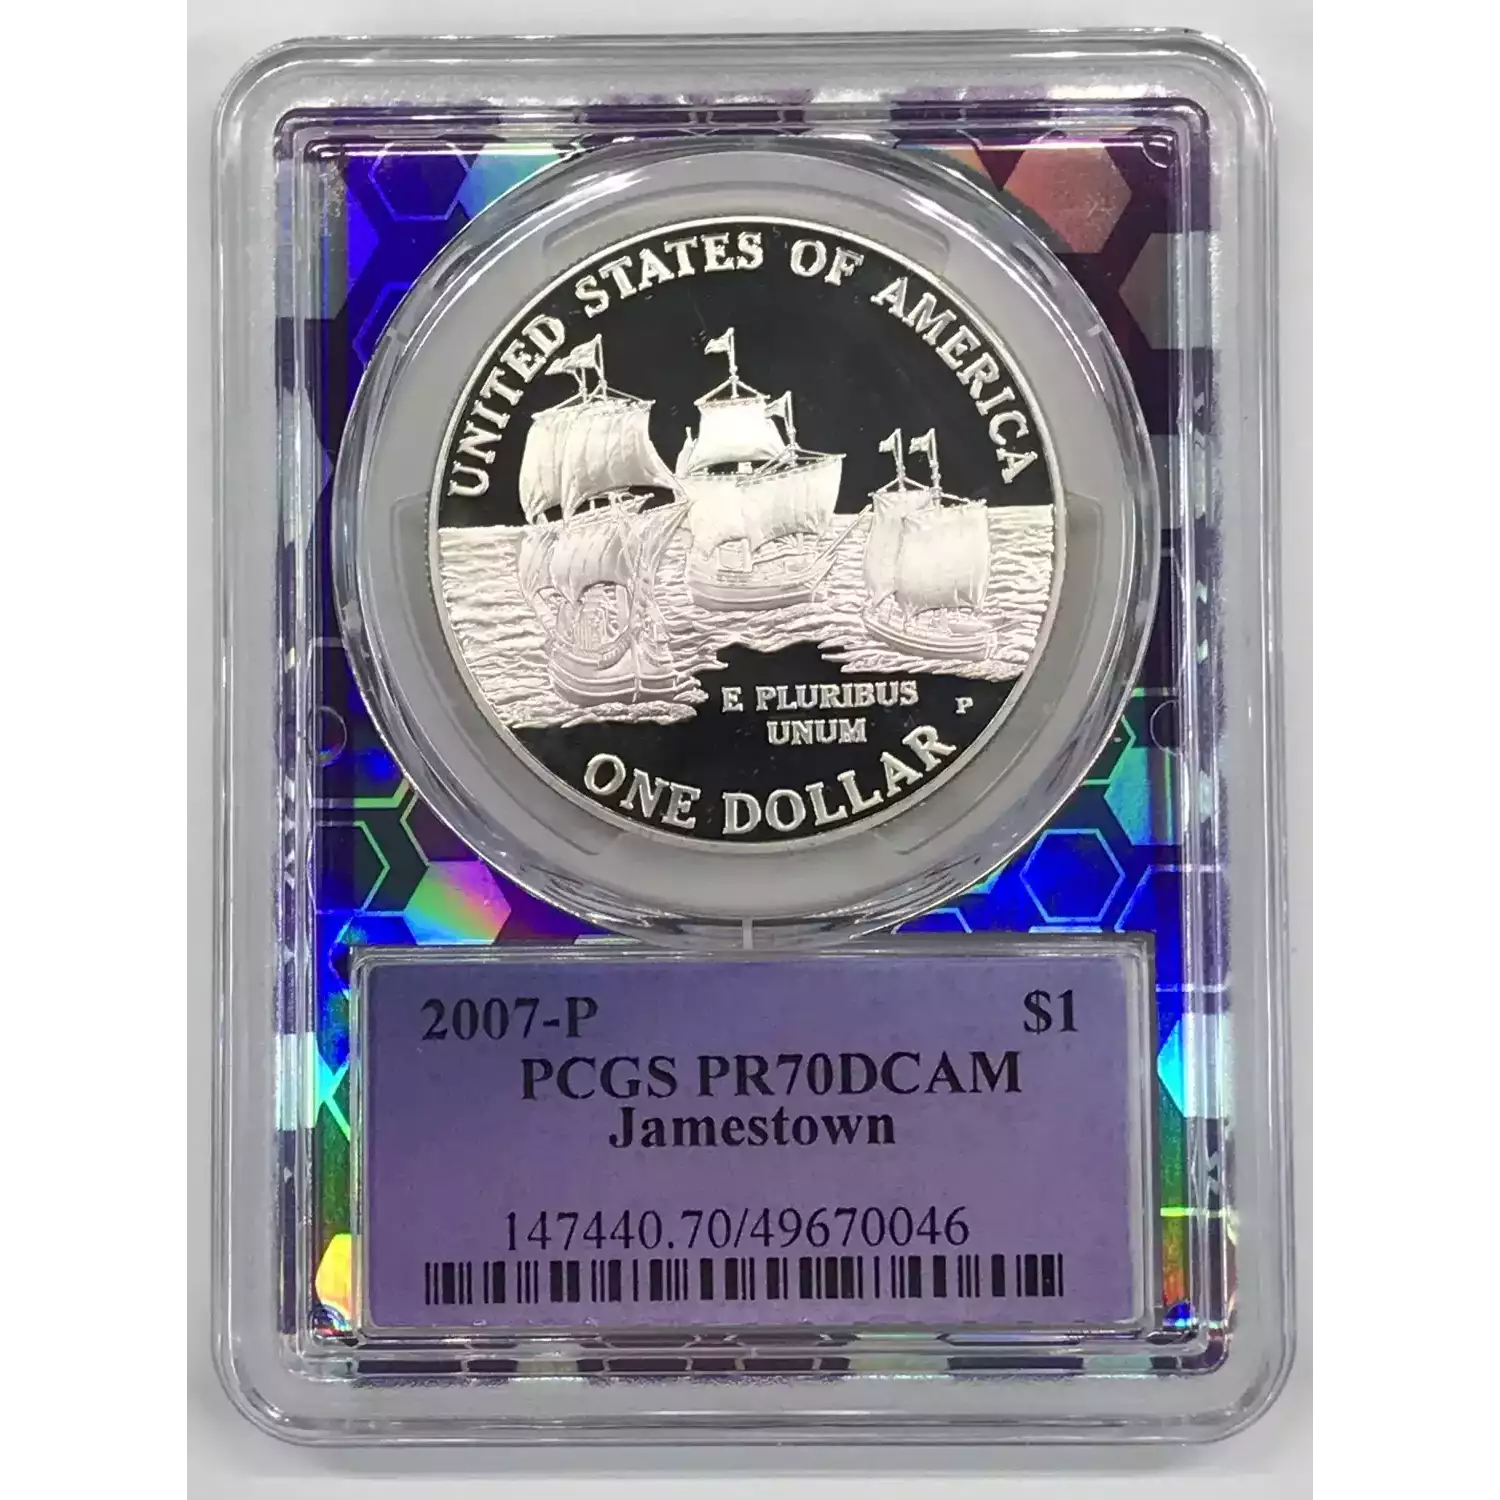 UNITED STATES OF AMERICA
E PLURIBUS
UNUM
P
ONE DOLLAR
2007-P $1
PCGS PR70DCAM
Jamestown
147440.70/49670046